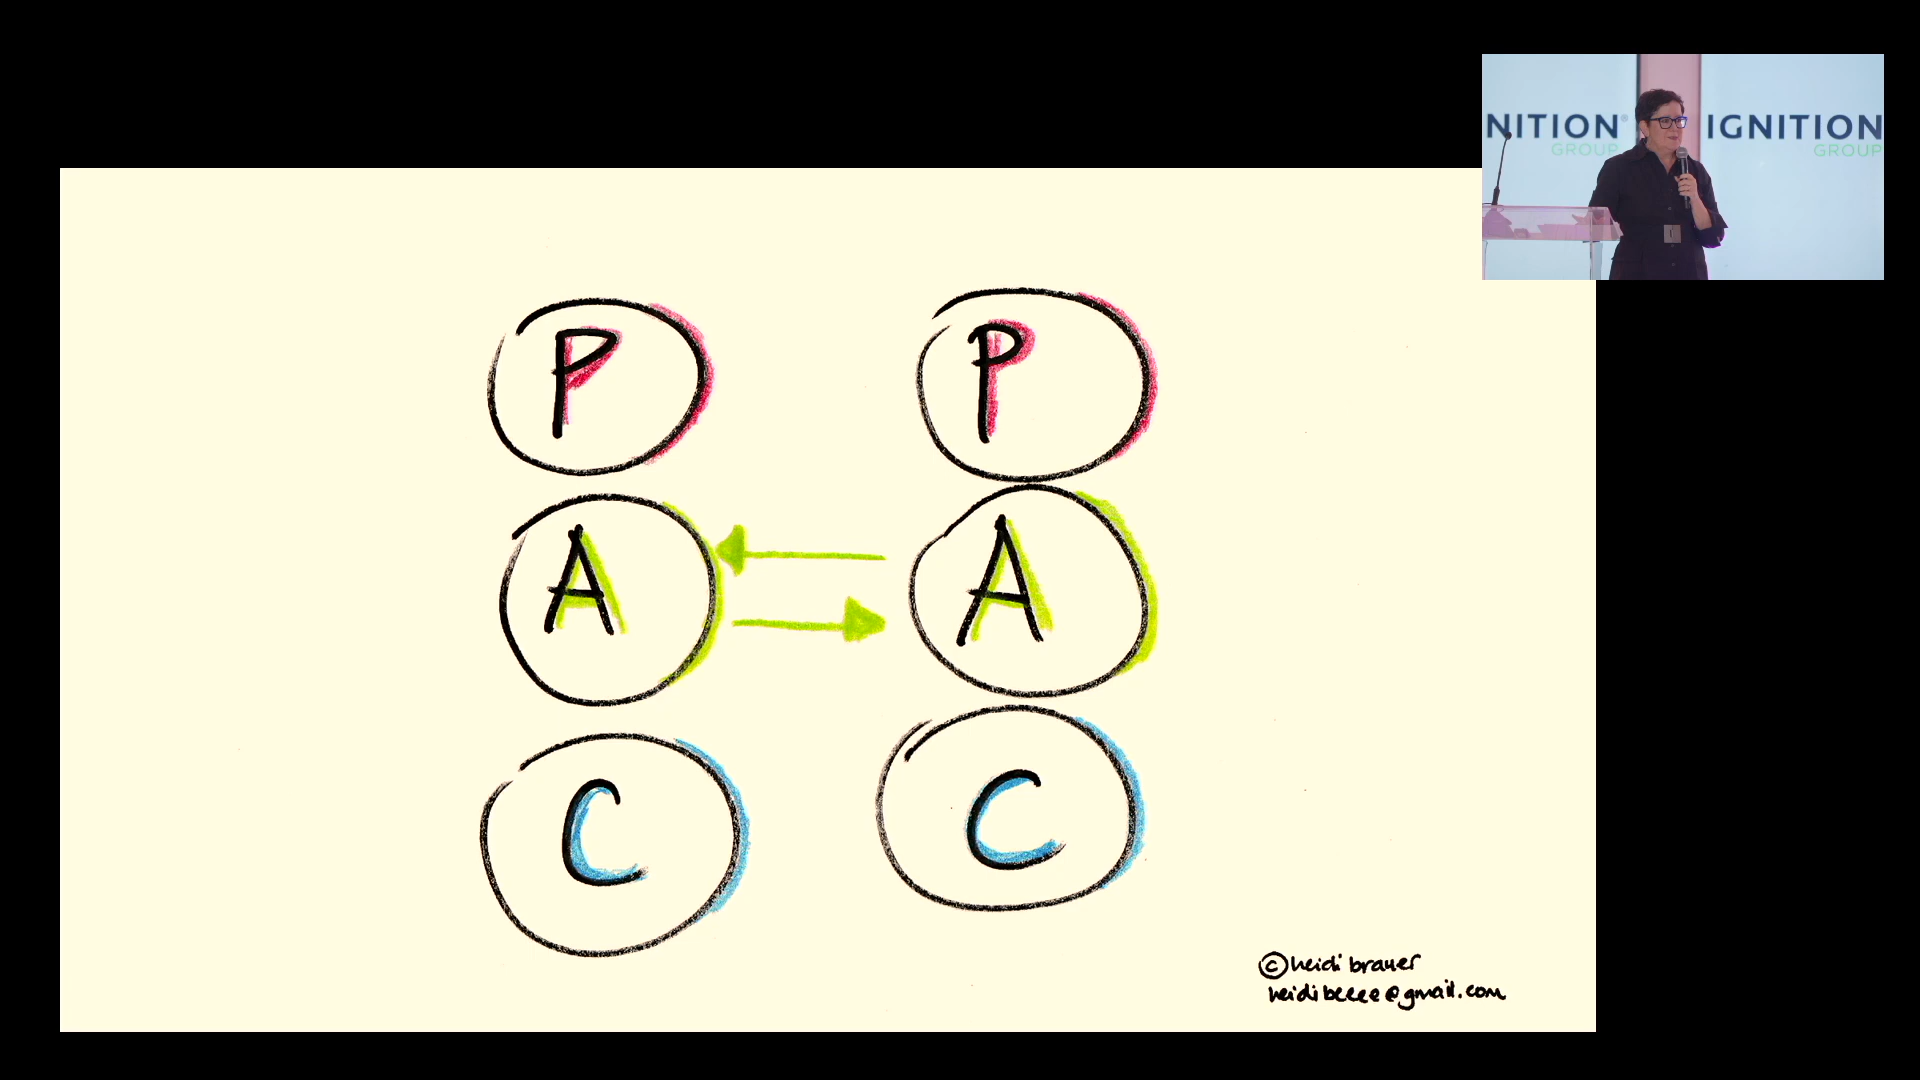 NITION® IGNITION
GROUP GROUP
P P
A A
C C
© heidi brauer
heidibeeee@gmail.com